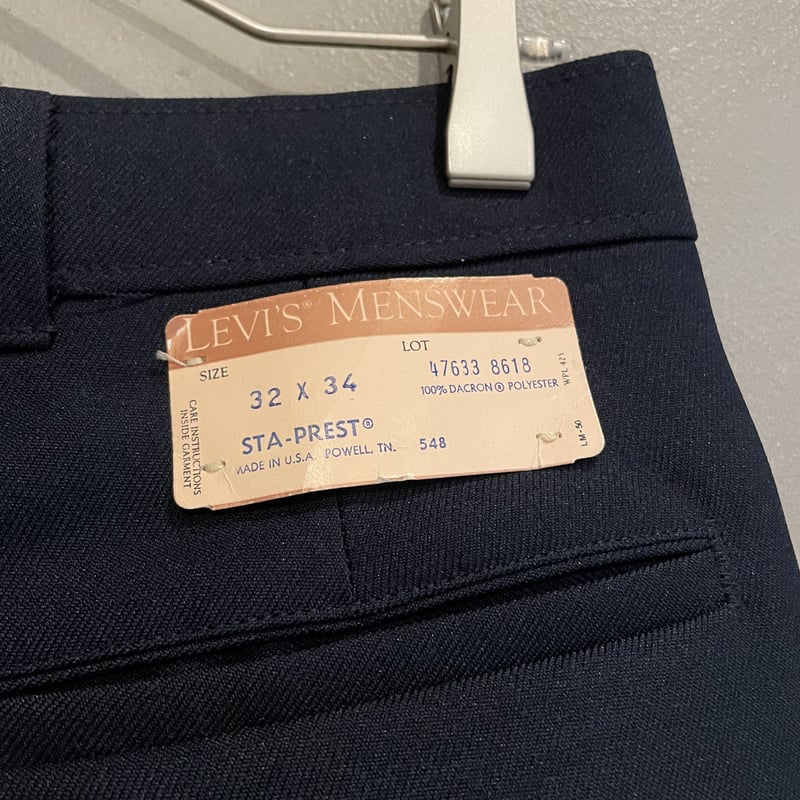 LEVI'S® MENSWEAR
SIZE
32 X 34
LOT
47633 8618
100% DACRON® POLYESTER
STA-PREST®
MADE IN U.S.A. POWELL, TN. 548
CARE INSTRUCTIONS
INSIDE GARMENT
WPL 421
LM-50